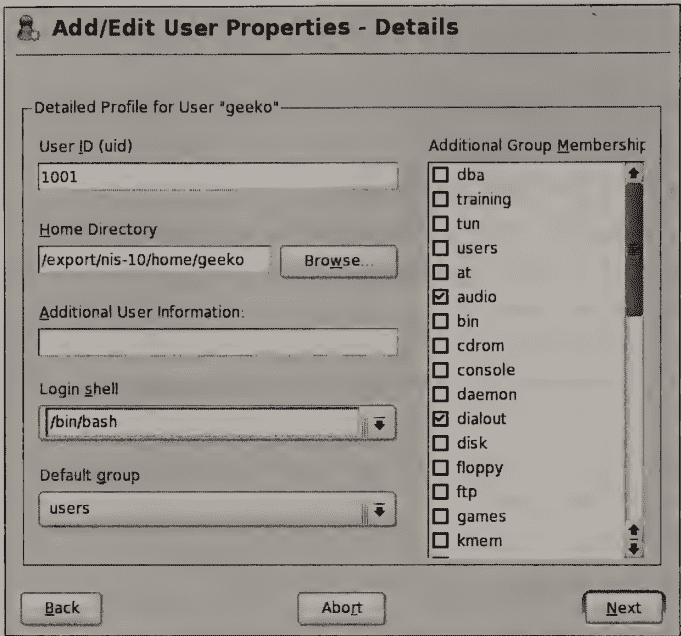 Add/Edit User Properties - Details
Detailed Profile for User "geeko"
User ID (uid)
1001
Home Directory
/export/nis-10/home/geeko
Browse...
Additional User Information:
Login shell
/bin/bash
Default group
users
Additional Group Membership
dba
training
tun
users
at
audio
bin
cdrom
console
daemon
dialout
disk
floppy
ftp
games
kmem
Back
Abort
Next